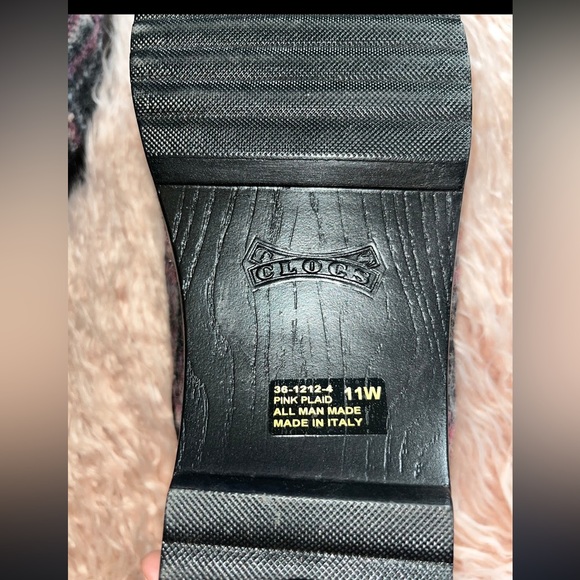 CLOGS
36-1212-4 11W
PINK PLAID
ALL MAN MADE
MADE IN ITALY